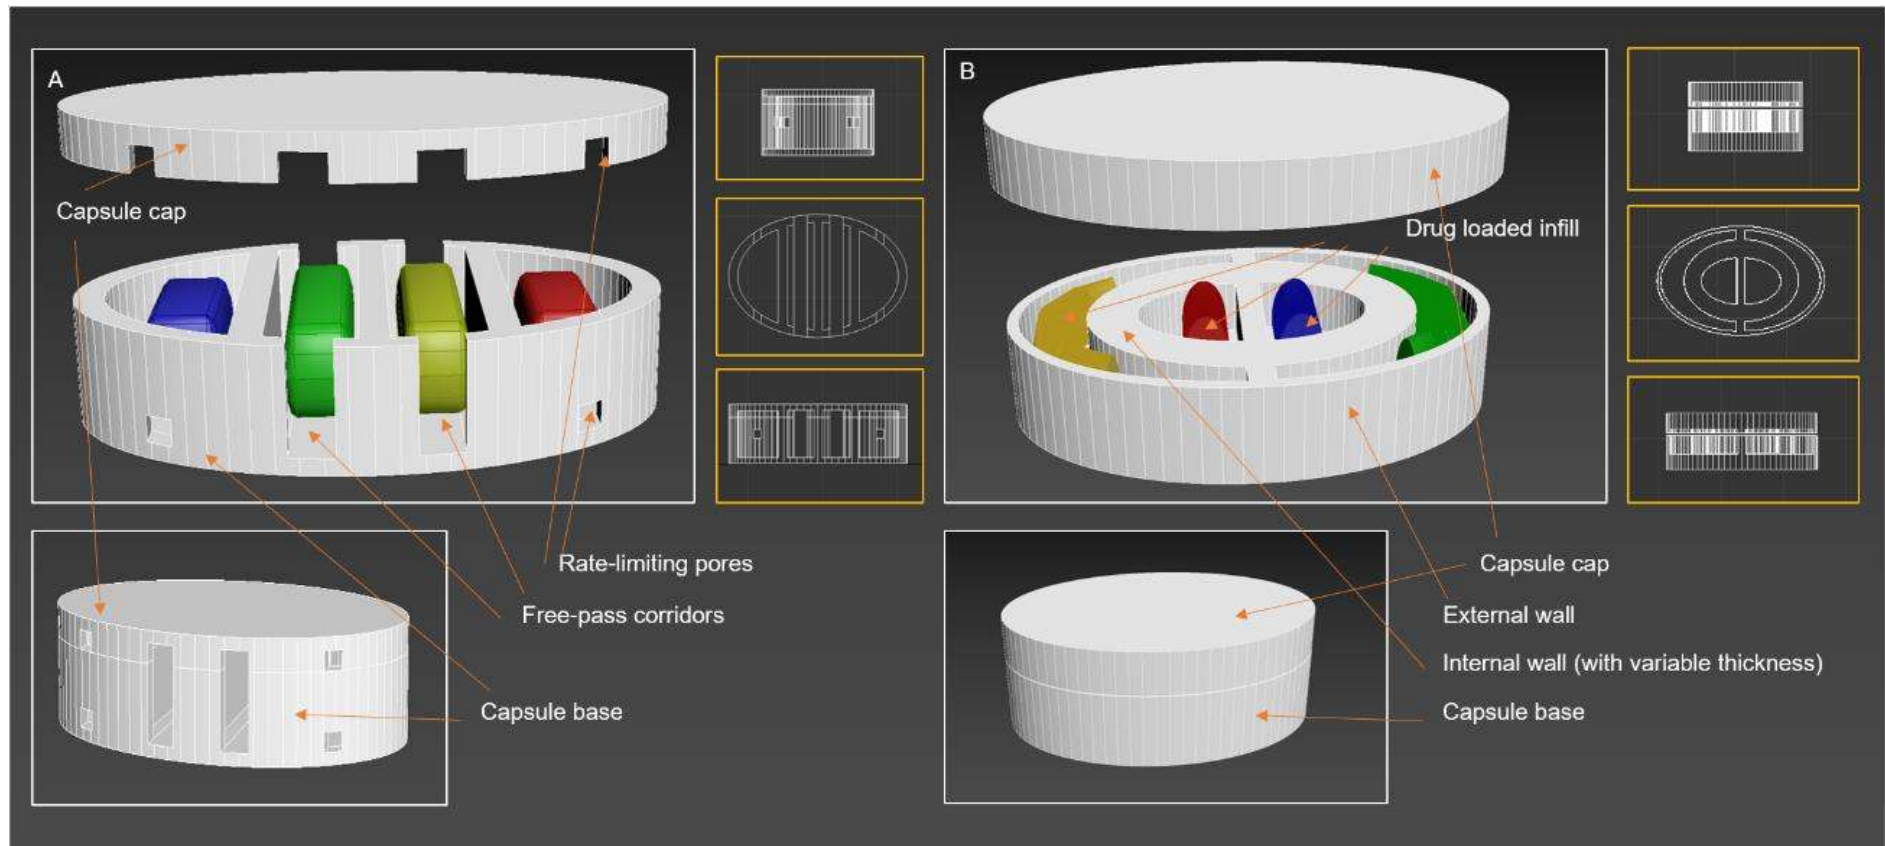 A
B
Capsule cap
Drug loaded infill
Rate-limiting pores
Capsule cap
Free-pass corridors
External wall
Internal wall (with variable thickness)
Capsule base
Capsule base